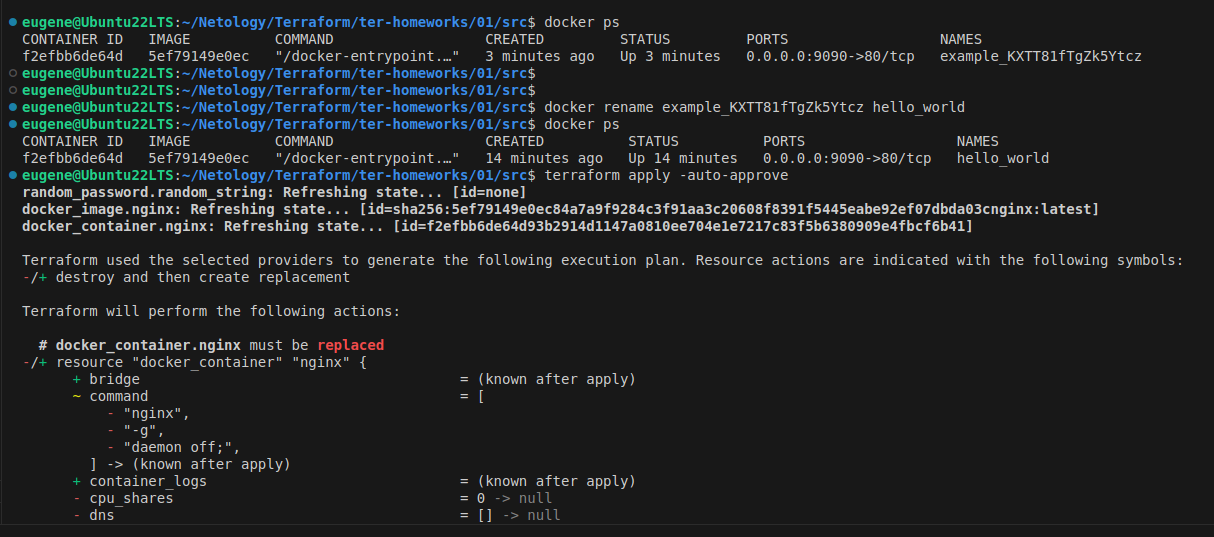 eugene@Ubuntu22LTS:~/Netology/Terraform/ter-homeworks/01/src$ docker ps
CONTAINER ID   IMAGE          COMMAND                  CREATED         STATUS         PORTS                  NAMES
f2efbb6de64d   5ef79149e0ec   "/docker-entrypoint.…"   3 minutes ago   Up 3 minutes   0.0.0.0:9090->80/tcp   example_KXTT81fTgZk5Ytcz
eugene@Ubuntu22LTS:~/Netology/Terraform/ter-homeworks/01/src$
eugene@Ubuntu22LTS:~/Netology/Terraform/ter-homeworks/01/src$
eugene@Ubuntu22LTS:~/Netology/Terraform/ter-homeworks/01/src$ docker rename example_KXTT81fTgZk5Ytcz hello_world
eugene@Ubuntu22LTS:~/Netology/Terraform/ter-homeworks/01/src$ docker ps
CONTAINER ID   IMAGE          COMMAND                  CREATED          STATUS          PORTS                  NAMES
f2efbb6de64d   5ef79149e0ec   "/docker-entrypoint.…"   14 minutes ago   Up 14 minutes   0.0.0.0:9090->80/tcp   hello_world
eugene@Ubuntu22LTS:~/Netology/Terraform/ter-homeworks/01/src$ terraform apply -auto-approve
random_password.random_string: Refreshing state... [id=none]
docker_image.nginx: Refreshing state... [id=sha256:5ef79149e0ec84a7a9f9284c3f91aa3c20608f8391f5445eabe92ef07dbda03cnginx:latest]
docker_container.nginx: Refreshing state... [id=f2efbb6de64d93b2914d1147a0810ee704e1e7217c83f5b6380909e4fbcf6b41]
Terraform used the selected providers to generate the following execution plan. Resource actions are indicated with the following symbols:
-/+ destroy and then create replacement
Terraform will perform the following actions:
  # docker_container.nginx must be replaced
-/+ resource "docker_container" "nginx" {
      + bridge                                      = (known after apply)
      ~ command                                     = [
          - "nginx",
          - "-g",
          - "daemon off;",
        ] -> (known after apply)
      + container_logs                              = (known after apply)
      - cpu_shares                                  = 0 -> null
      - dns                                         = [] -> null